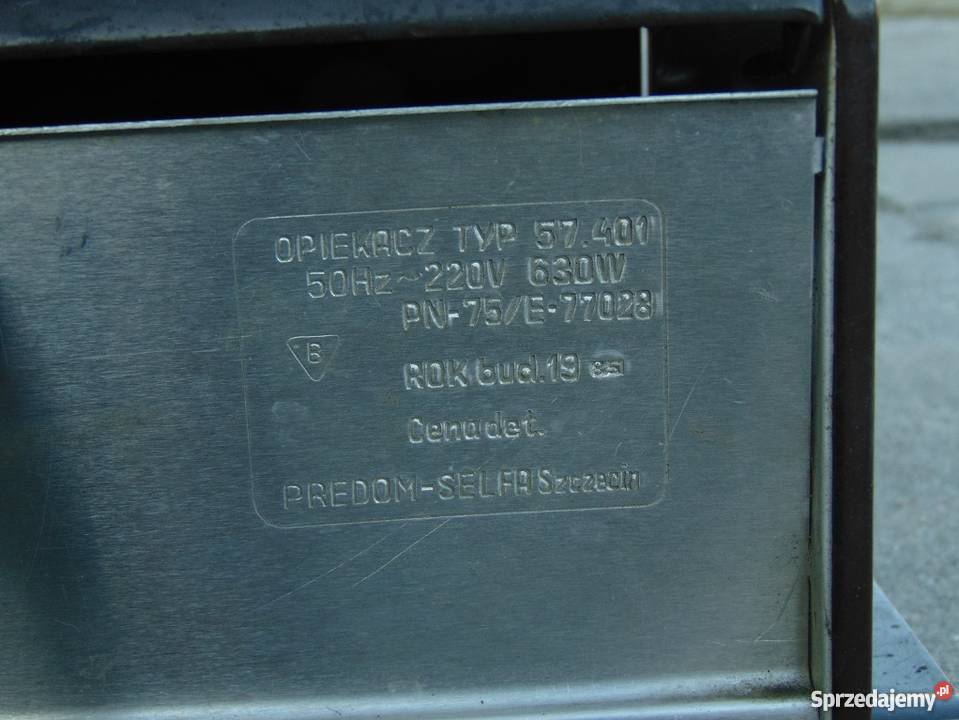 OPIEKACZ TYP 57.401
50Hz~220V 630W
PN-75/E-77028
B
ROK bud. 19
Cena det.
PREDOM-SELFA Szczecin
Sprzedajemy.pl